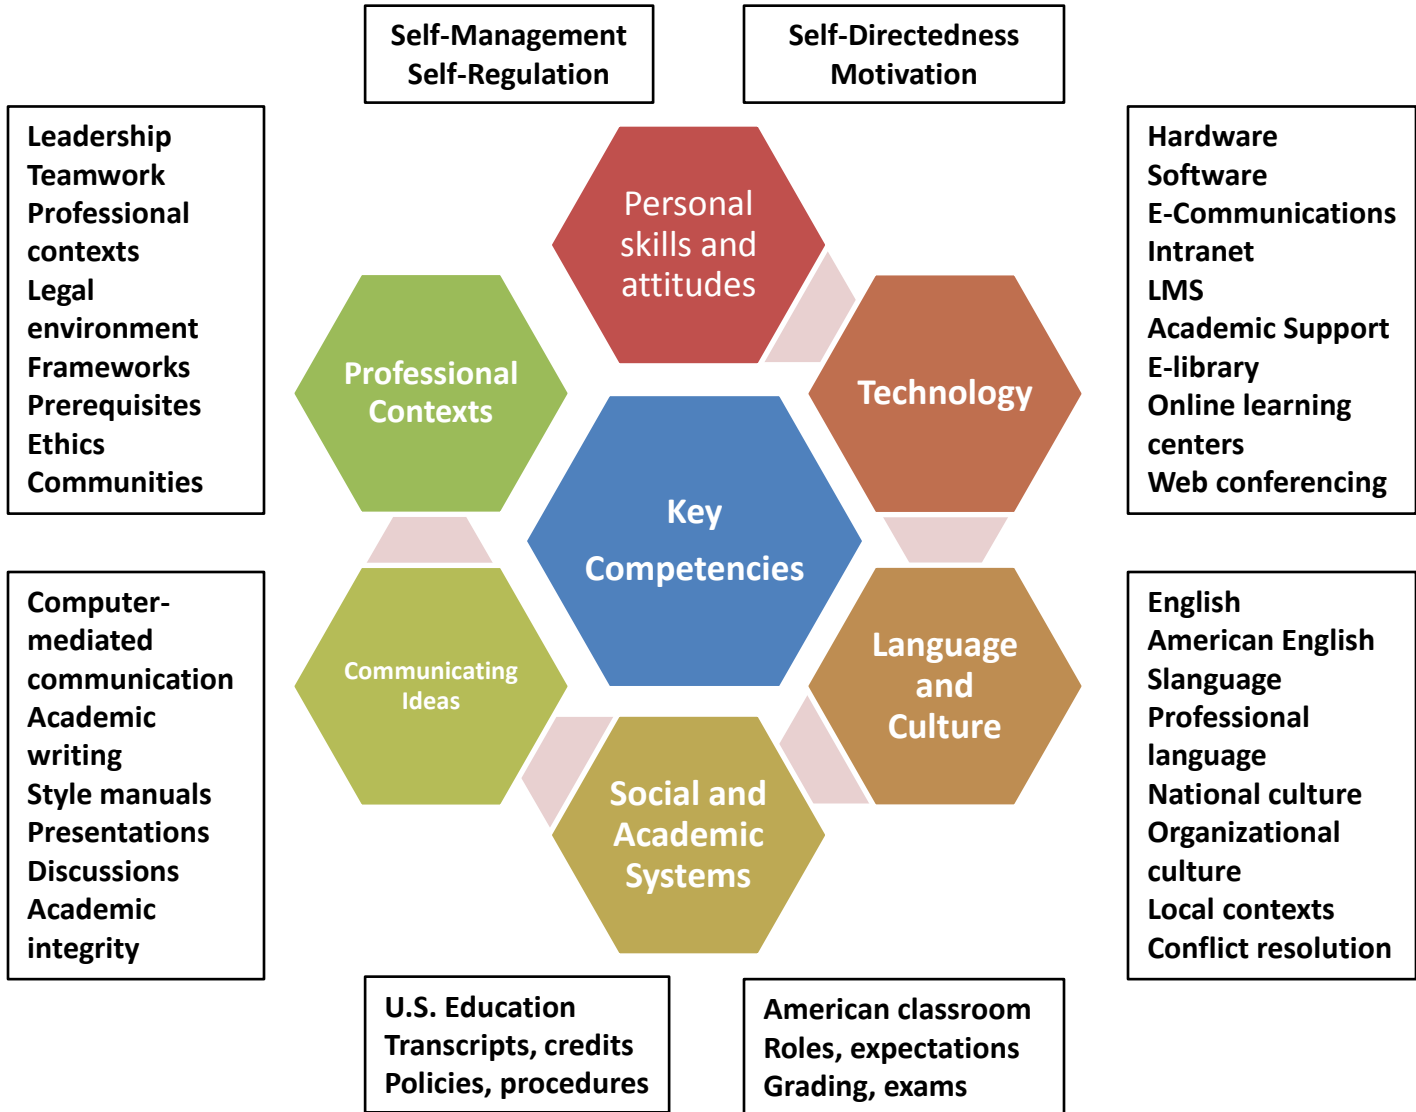 Self-Management
Self-Regulation
Self-Directedness
Motivation
Leadership
Teamwork
Professional
contexts
Legal
environment
Frameworks
Prerequisites
Ethics
Communities
Personal
skills and
attitudes
Hardware
Software
E-Communications
Intranet
LMS
Academic Support
E-library
Online learning
centers
Web conferencing
Professional
Contexts
Technology
Key
Competencies
Computer-
mediated
communication
Academic
writing
Style manuals
Presentations
Discussions
Academic
integrity
Communicating
Ideas
Language
and
Culture
English
American English
Slanguage
Professional
language
National culture
Organizational
culture
Local contexts
Conflict resolution
Social and
Academic
Systems
U.S. Education
Transcripts, credits
Policies, procedures
American classroom
Roles, expectations
Grading, exams